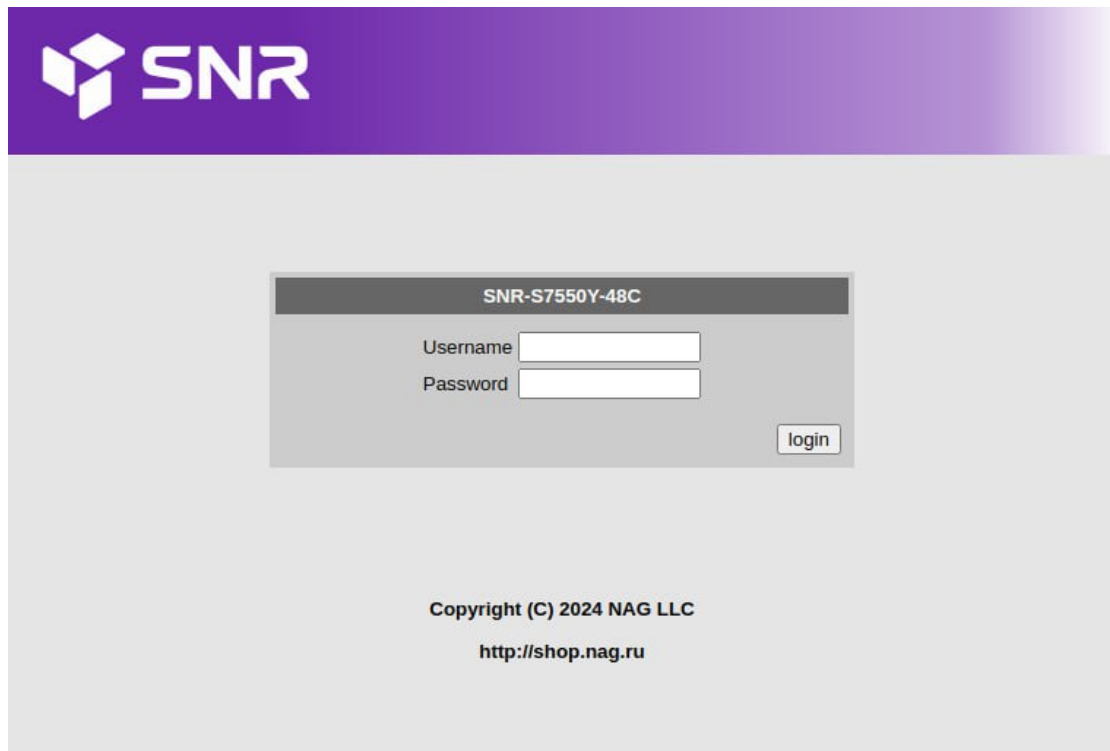 SNR
SNR-S7550Y-48C
Username
Password
login
Copyright (C) 2024 NAG LLC
http://shop.nag.ru